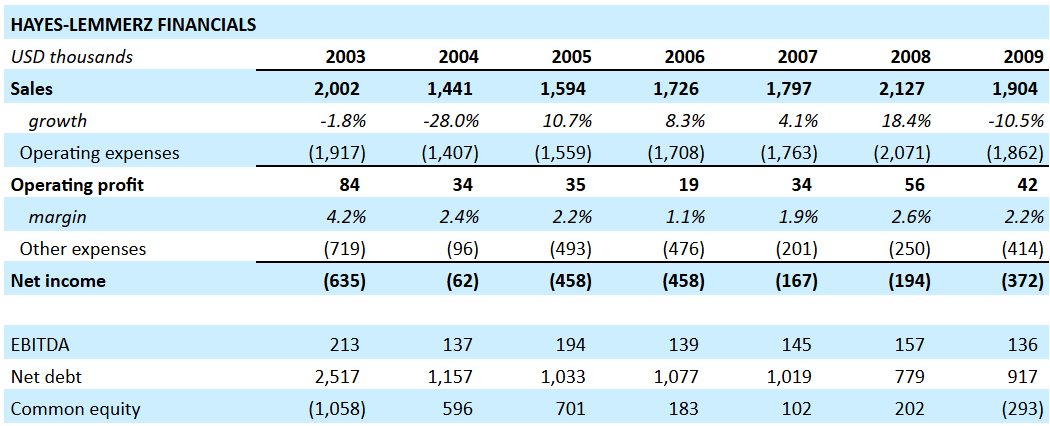 HAYES-LEMMERZ FINANCIALS
USD thousands 2003 2004 2005 2006 2007 2008 2009
Sales 2,002 1,441 1,594 1,726 1,797 2,127 1,904
growth -1.8% -28.0% 10.7% 8.3% 4.1% 18.4% -10.5%
Operating expenses (1,917) (1,407) (1,559) (1,708) (1,763) (2,071) (1,862)
Operating profit 84 34 35 19 34 56 42
margin 4.2% 2.4% 2.2% 1.1% 1.9% 2.6% 2.2%
Other expenses (719) (96) (493) (476) (201) (250) (414)
Net income (635) (62) (458) (458) (167) (194) (372)
EBITDA 213 137 194 139 145 157 136
Net debt 2,517 1,157 1,033 1,077 1,019 779 917
Common equity (1,058) 596 701 183 102 202 (293)